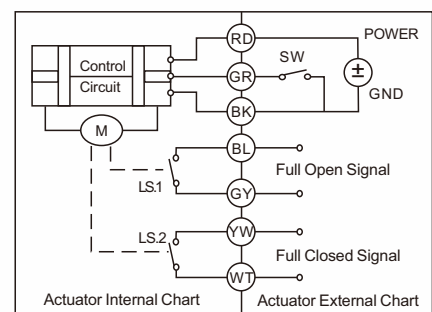 RD
POWER
Control
Circuit
GR
SW
±
GND
BK
M
BL
LS.1
Full Open Signal
GY
YW
LS.2
Full Closed Signal
WT
Actuator Internal Chart
Actuator External Chart